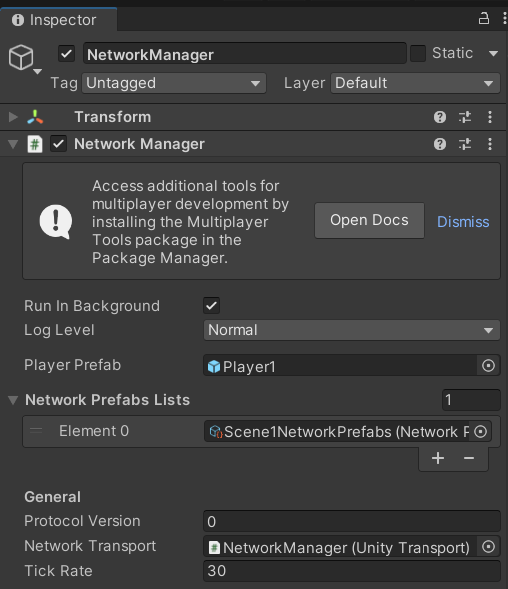 Inspector
NetworkManager
Static
Tag Untagged Layer Default
Transform
Network Manager
Access additional tools for
multiplayer development by
installing the Multiplayer
Tools package in the
Package Manager.
Open Docs
Dismiss
Run In Background
Log Level Normal
Player Prefab Player1
Network Prefabs Lists 1
Element 0 Scene1NetworkPrefabs (Network P
General
Protocol Version 0
Network Transport NetworkManager (Unity Transport)
Tick Rate 30